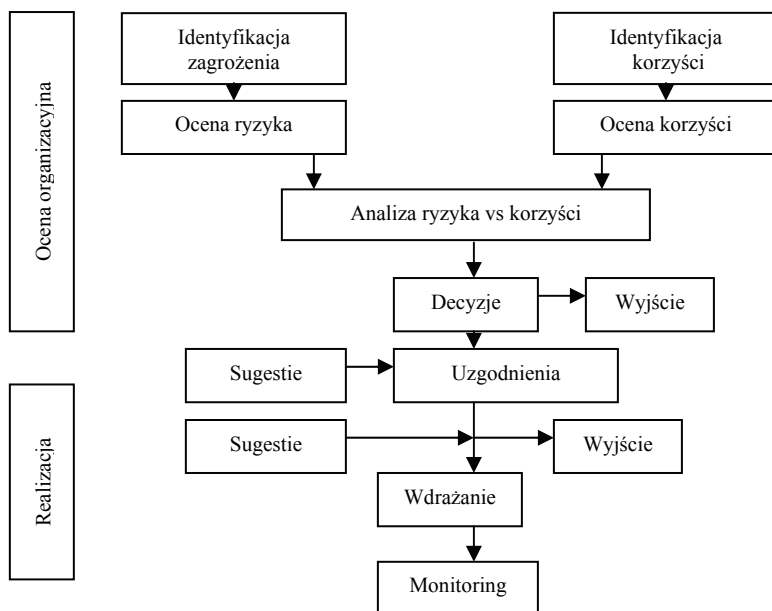 Ocena organizacyjna
Identyfikacja
zagrożenia
Identyfikacja
korzyści
Ocena ryzyka
Ocena korzyści
Analiza ryzyka vs korzyści
Decyzje
Wyjście
Realizacja
Sugestie
Uzgodnienia
Sugestie
Wyjście
Wdrażanie
Monitoring